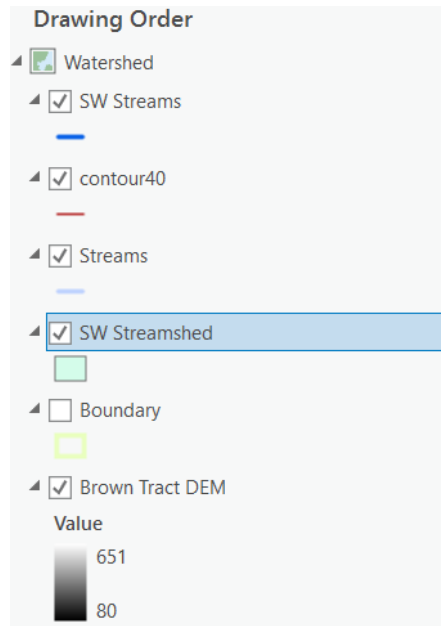 Drawing Order
Watershed
SW Streams
contour40
Streams
SW Streamshed
Boundary
Brown Tract DEM
Value
651
80